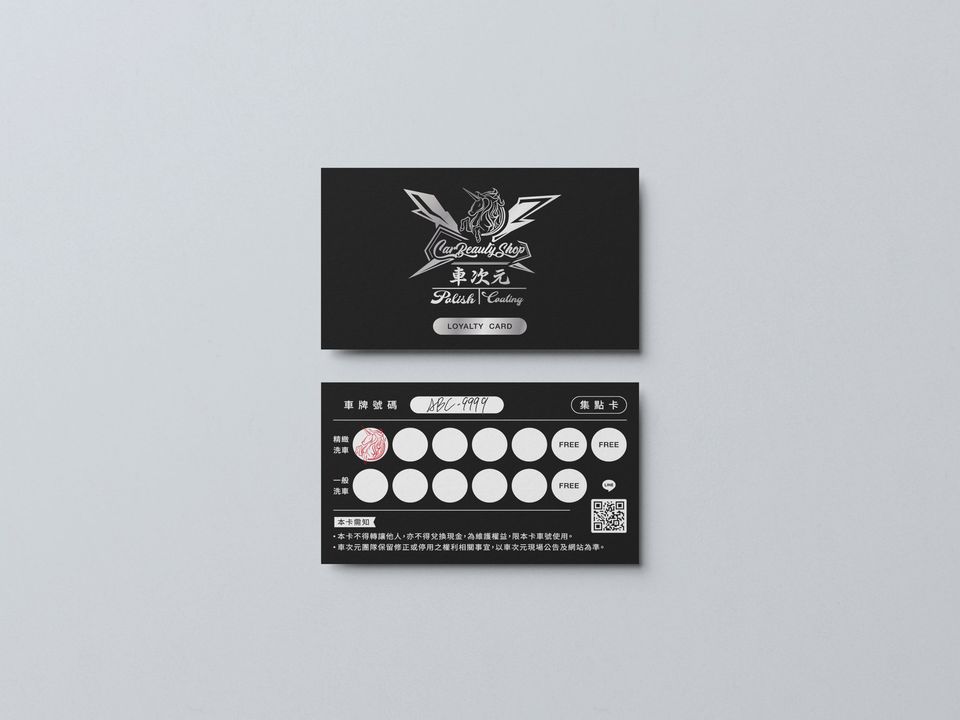 Car Beauty Shop
車次元
Polish Coating
LOYALTY CARD
車牌號碼 ABC-9999 集點卡
精緻洗車 FREE FREE
一般洗車 FREE
LINE
本卡需知
•本卡不得轉讓他人,亦不得兌換現金,為維護權益,限本卡車號使用。
•車次元團隊保留修正或停用之權利相關事宜,以車次元現場公告及網站為準。